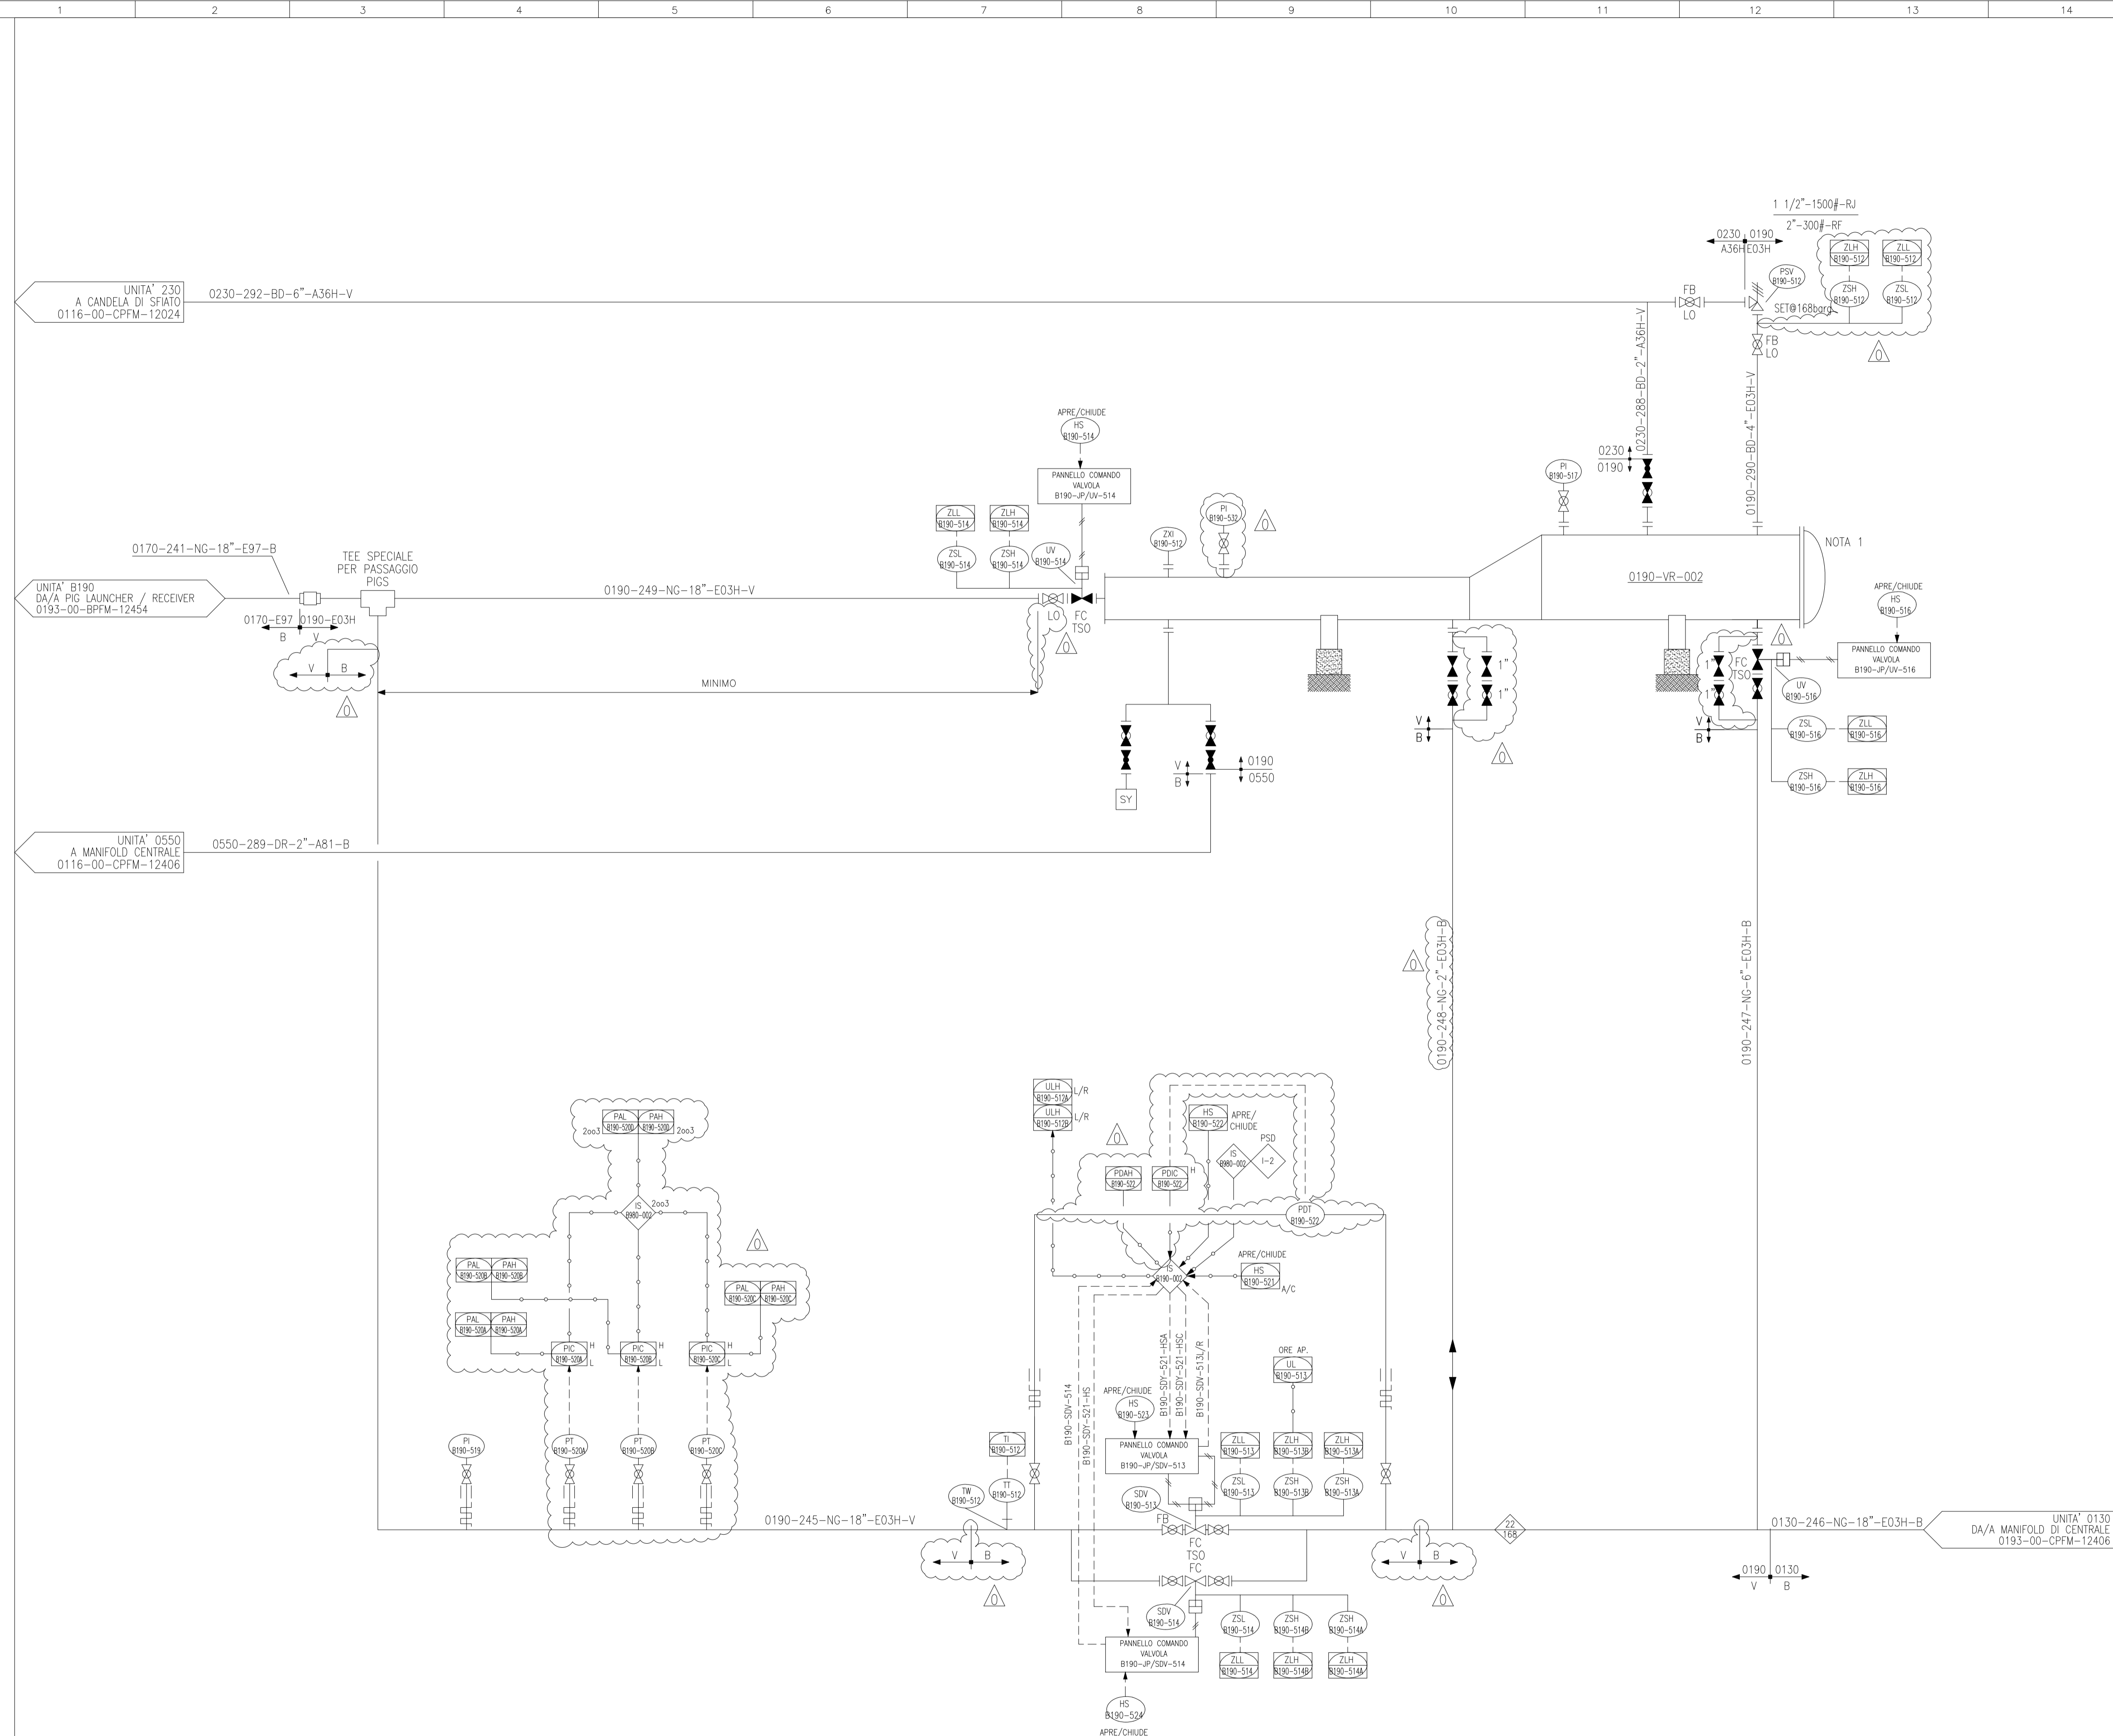 1
2
3
4
5
6
7
8
9
10
11
12
13
14
1 1/2"-1500#-RJ
2"-300#-RF
0230 0190
A36H E03H
PSV
B190-512
ZLH
B190-512
ZLL
B190-512
ZSH
B190-512
ZSL
B190-512
SET@168barg
FB
LO
FB
LO
0
UNITA' 230
A CANDELA DI SFIATO
0116-00-CPFM-12024
0230-292-BD-6"-A36H-V
0230-288-BD-2"-A36H-V
0190-290-BD-4"-E03H-V
0230
0190
APRE/CHIUDE
HS
B190-514
PANNELLO COMANDO
VALVOLA
B190-JP/UV-514
ZLL
B190-514
ZLH
B190-514
ZSL
B190-514
ZSH
B190-514
UV
B190-514
ZXI
B190-512
PI
B190-532
0
PI
B190-517
NOTA 1
0190-VR-002
0170-241-NG-18"-E97-B
TEE SPECIALE
PER PASSAGGIO
PIGS
UNITA' B190
DA/A PIG LAUNCHER / RECEIVER
0193-00-BPFM-12454
0190-249-NG-18"-E03H-V
0170-E97 0190-E03H
B V
V B
0
LO
FC
TSO
0
MINIMO
APRE/CHIUDE
HS
B190-516
PANNELLO COMANDO
VALVOLA
B190-JP/UV-516
0
1"
1"
1"
1"
FC
TSO
UV
B190-516
ZSL
B190-516
ZLL
B190-516
ZSH
B190-516
ZLH
B190-516
V
B
0
V
B
V
B
0190
0550
SY
UNITA' 0550
A MANIFOLD CENTRALE
0116-00-CPFM-12406
0550-289-DR-2"-A81-B
0190-248-NG-2"-E03H-B
0
0190-247-NG-6"-E03H-B
PAL
B190-520D
PAH
B190-520D
2oo3
2oo3
IS
B980-002
2oo3
0
PAL
B190-520B
PAH
B190-520B
PAL
B190-520A
PAH
B190-520A
PAL
B190-520C
PAH
B190-520C
PIC
B190-520A
H
L
PIC
B190-520B
H
L
PIC
B190-520C
H
L
PI
B190-519
PT
B190-520A
PT
B190-520B
PT
B190-520C
ULH
B190-512A
L/R
ULH
B190-512B
L/R
0
PDAH
B190-522
PDIC
B190-522
H
HS
B190-522
APRE/
CHIUDE
IS
B980-002
PSD
I-2
PDT
B190-522
IS
B190-002
APRE/CHIUDE
HS
B190-521
A/C
B190-SDV-514
B190-SDY-521-HS
B190-SDY-521-HSA
B190-SDY-521-HSC
B190-SDV-513L/R
APRE/CHIUDE
HS
B190-523
PANNELLO COMANDO
VALVOLA
B190-JP/SDV-513
ORE AP.
UL
B190-513
ZLL
B190-513
ZLH
B190-513B
ZLH
B190-513A
ZSL
B190-513
ZSH
B190-513B
ZSH
B190-513A
TI
B190-512
TT
B190-512
TW
B190-512
SDV
B190-513
FB
FC
TSO
FC
0190-245-NG-18"-E03H-V
V B
0
22
168
V B
0
0130-246-NG-18"-E03H-B
UNITA' 0130
DA/A MANIFOLD DI CENTRALE
0193-00-CPFM-12406
0190 0130
V B
SDV
B190-514
ZSL
B190-514
ZSH
B190-514B
ZSH
B190-514A
ZLL
B190-514
ZLH
B190-514B
ZLH
B190-514A
PANNELLO COMANDO
VALVOLA
B190-JP/SDV-514
HS
B190-524
APRE/CHIUDE